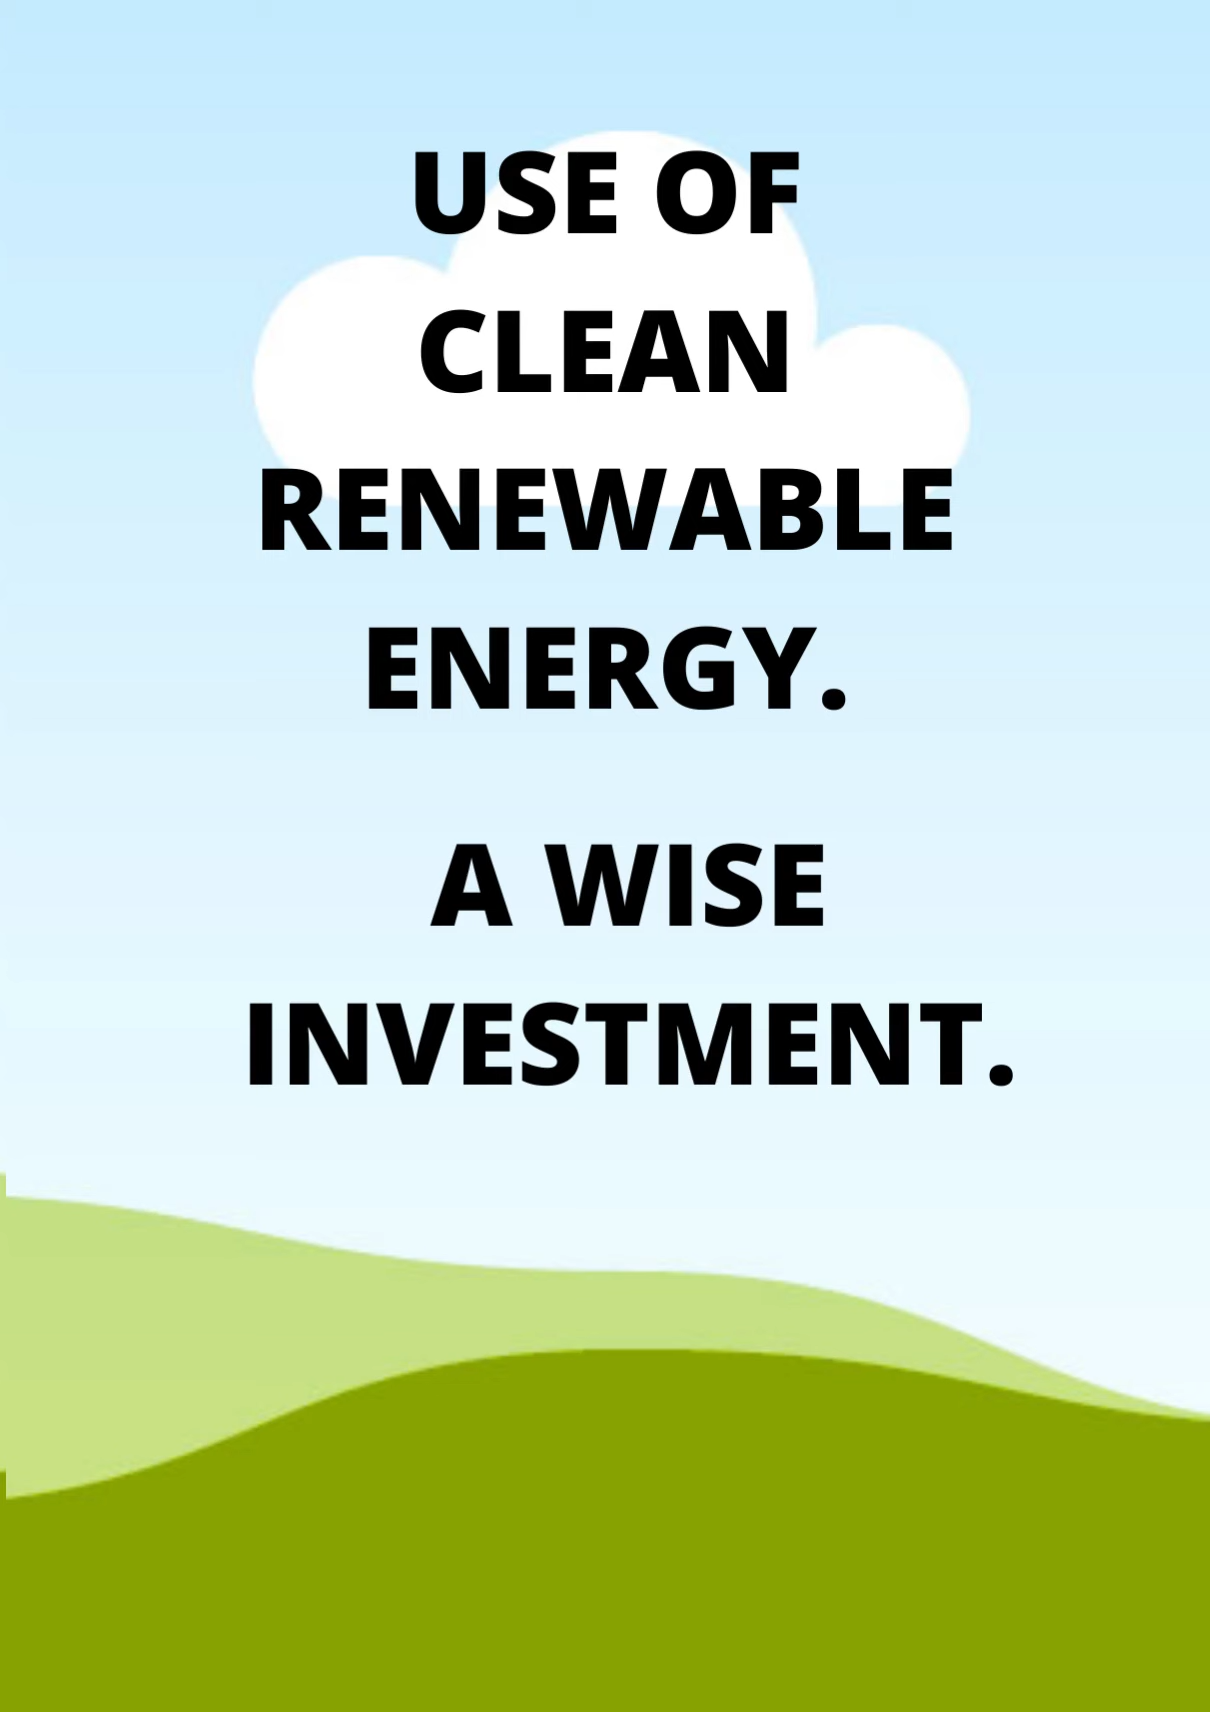 USE OF
CLEAN
RENEWABLE
ENERGY.
A WISE
INVESTMENT.